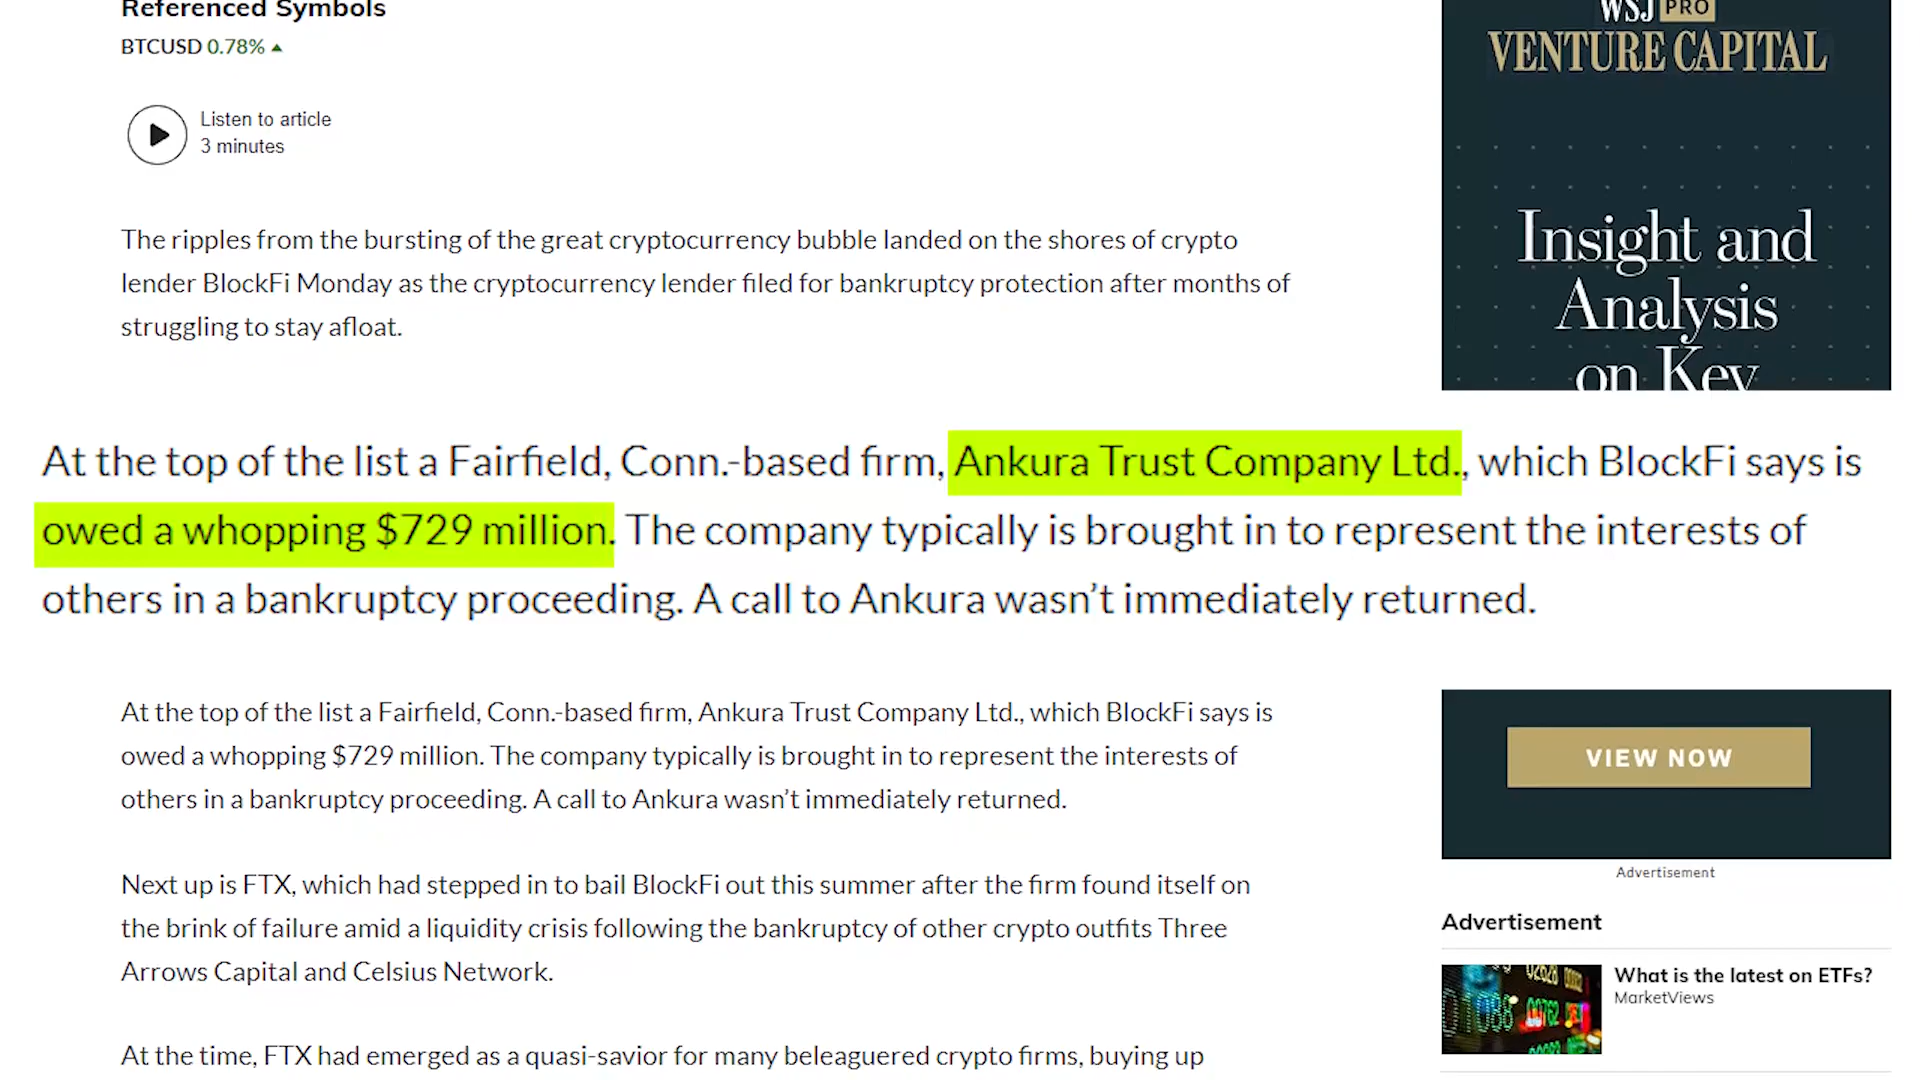 Referenced Symbols
BTCUSD 0.78%
Listen to article
3 minutes
The ripples from the bursting of the great cryptocurrency bubble landed on the shores of crypto
lender BlockFi Monday as the cryptocurrency lender filed for bankruptcy protection after months of
struggling to stay afloat.
WSJ PRO
VENTURE CAPITAL
Insight and
Analysis
on Key
At the top of the list a Fairfield, Conn.-based firm, Ankura Trust Company Ltd., which BlockFi says is
owed a whopping $729 million. The company typically is brought in to represent the interests of
others in a bankruptcy proceeding. A call to Ankura wasn’t immediately returned.
At the top of the list a Fairfield, Conn.-based firm, Ankura Trust Company Ltd., which BlockFi says is
owed a whopping $729 million. The company typically is brought in to represent the interests of
others in a bankruptcy proceeding. A call to Ankura wasn’t immediately returned.
Next up is FTX, which had stepped in to bail BlockFi out this summer after the firm found itself on
the brink of failure amid a liquidity crisis following the bankruptcy of other crypto outfits Three
Arrows Capital and Celsius Network.
At the time, FTX had emerged as a quasi-savior for many beleaguered crypto firms, buying up
VIEW NOW
Advertisement
Advertisement
What is the latest on ETFs?
MarketViews